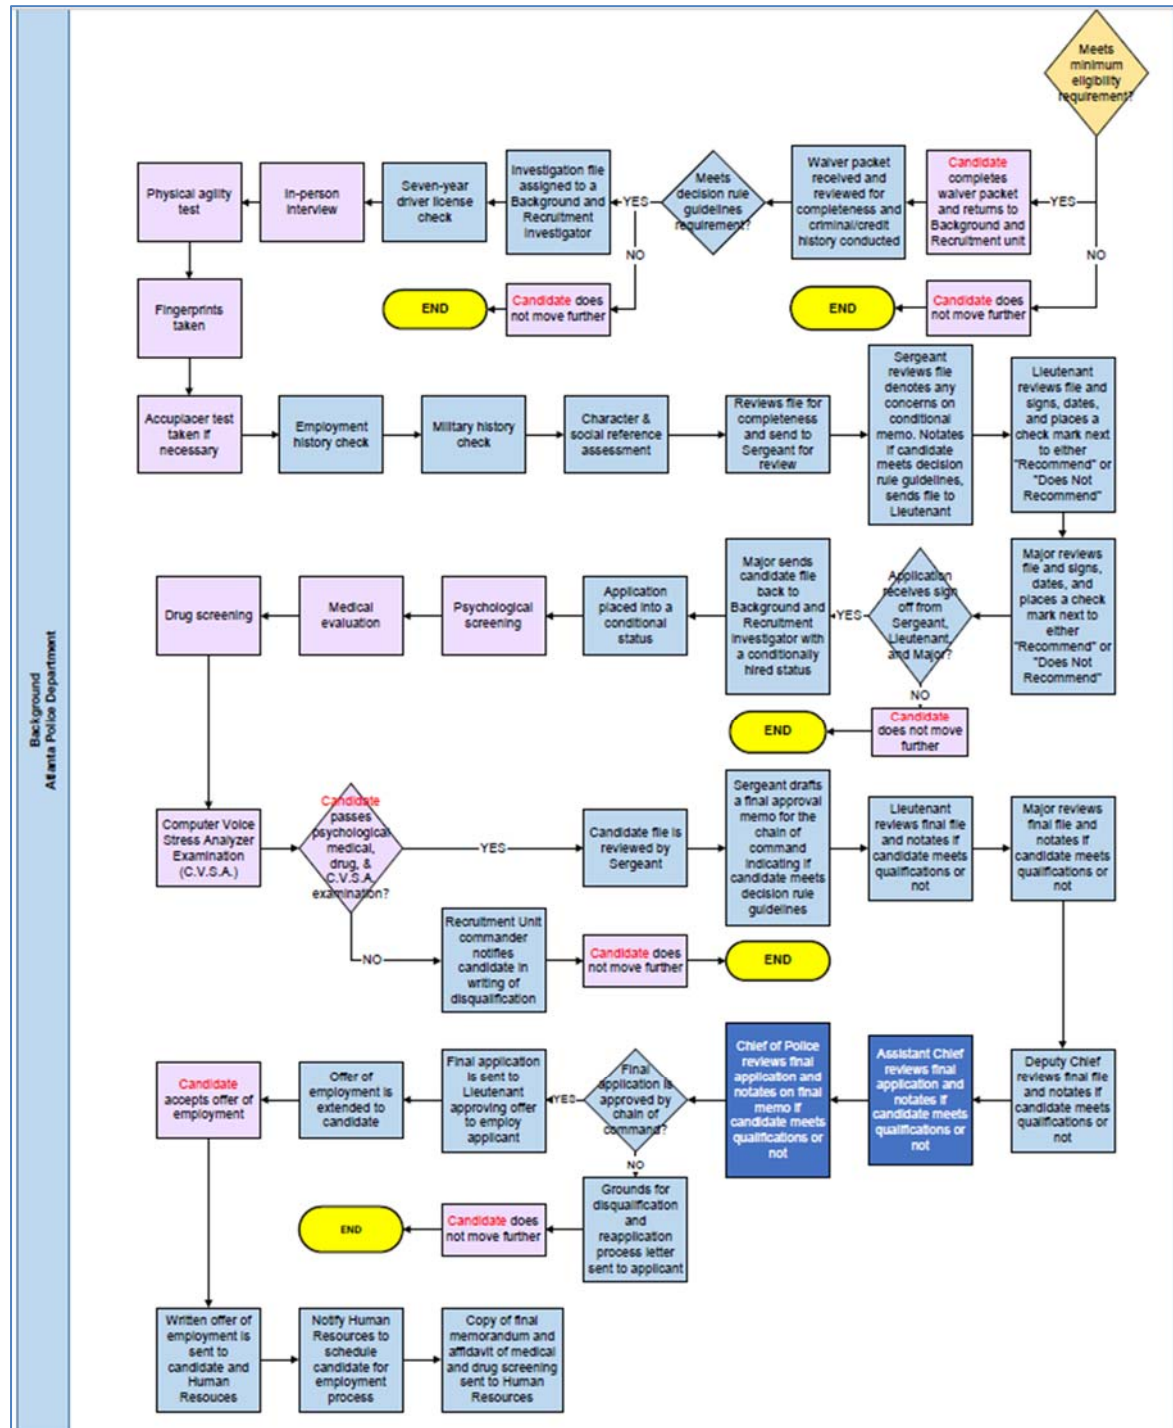 Background
Atlanta Police Department
Meets
minimum
eligibility
requirement?
YES
NO
Candidate
completes
waiver packet
and returns to
Background and
Recruitment unit
Waiver packet
received and
reviewed for
completeness and
criminal/credit
history conducted
Meets
decision rule
guidelines
requirement?
YES
NO
Investigation file
assigned to a
Background and
Recruitment
Investigator
Seven-year
driver license
check
In-person
Interview
Physical agility
test
Candidate does
not move further
END
Candidate does
not move further
END
Fingerprints
taken
Accuplacer test
taken if
necessary
Employment
history check
Military history
check
Character &
social reference
assessment
Reviews file for
completeness
and send to
Sergeant for
review
Sergeant
reviews file
denotes any
concerns on
conditional
memo. Notates
if candidate
meets decision
rule guidelines,
sends file to
Lieutenant
Lieutenant
reviews file and
signs, dates,
and places a
check mark next
to either
"Recommend" or
"Does Not
Recommend"
Major reviews
file and signs,
dates, and
places a check
mark next to
either
"Recommend" or
"Does Not
Recommend"
Application
receives sign
off from
Sergeant,
Lieutenant,
and Major?
YES
NO
Major sends
candidate file
back to
Background and
Recruitment
Investigator with
a conditionally
hired status
Application
placed into a
conditional
status
Psychological
screening
Medical
evaluation
Drug screening
Candidate
does not move
further
END
Computer Voice
Stress Analyzer
Examination
(C.V.S.A.)
Candidate
passes
psychological
medical,
drug, &
C.V.S.A.
examination?
YES
NO
Candidate file is
reviewed by
Sergeant
Sergeant drafts
a final approval
memo for the
chain of
command
indicating if
candidate meets
decision rule
guidelines
Lieutenant
reviews final file
and notates if
candidate meets
qualifications or
not
Major reviews
final file and
notates if
candidate meets
qualifications or
not
Recruitment Unit
commander
notifies
candidate in
writing of
disqualification
Candidate does
not move further
END
Deputy Chief
reviews final file
and notates if
candidate meets
qualifications or
not
Assistant Chief
reviews final
application and
notates if
candidate meets
qualifications or
not
Chief of Police
reviews final
application and
notates on final
memo if
candidate meets
qualifications or
not
Final
application is
approved by
chain of
command?
YES
NO
Final application
is sent to
Lieutenant
approving offer
to employ
applicant
Offer of
employment is
extended to
candidate
Candidate
accepts offer of
employment
Grounds for
disqualification
and
reapplication
process letter
sent to applicant
Candidate does
not move further
END
Written offer of
employment is
sent to
candidate and
Human
Resouces
Notify Human
Resources to
schedule
candidate for
employment
process
Copy of final
memorandum and
affidavit of medical
and drug screening
sent to Human
Resources